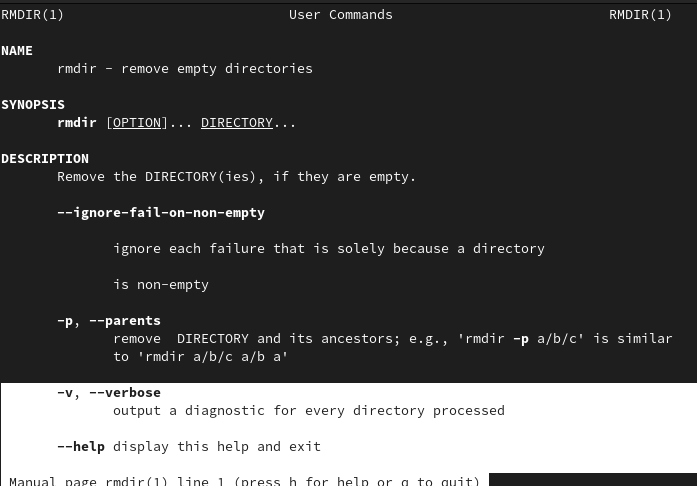 RMDIR(1) User Commands RMDIR(1)
NAME
rmdir - remove empty directories
SYNOPSIS
rmdir [OPTION]... DIRECTORY...
DESCRIPTION
Remove the DIRECTORY(ies), if they are empty.
--ignore-fail-on-non-empty
ignore each failure that is solely because a directory
is non-empty
-p, --parents
remove  DIRECTORY and its ancestors; e.g., 'rmdir -p a/b/c' is similar
to 'rmdir a/b/c a/b a'
-v, --verbose
output a diagnostic for every directory processed
--help display this help and exit
Manual page rmdir(1) line 1 (press h for help or q to quit)